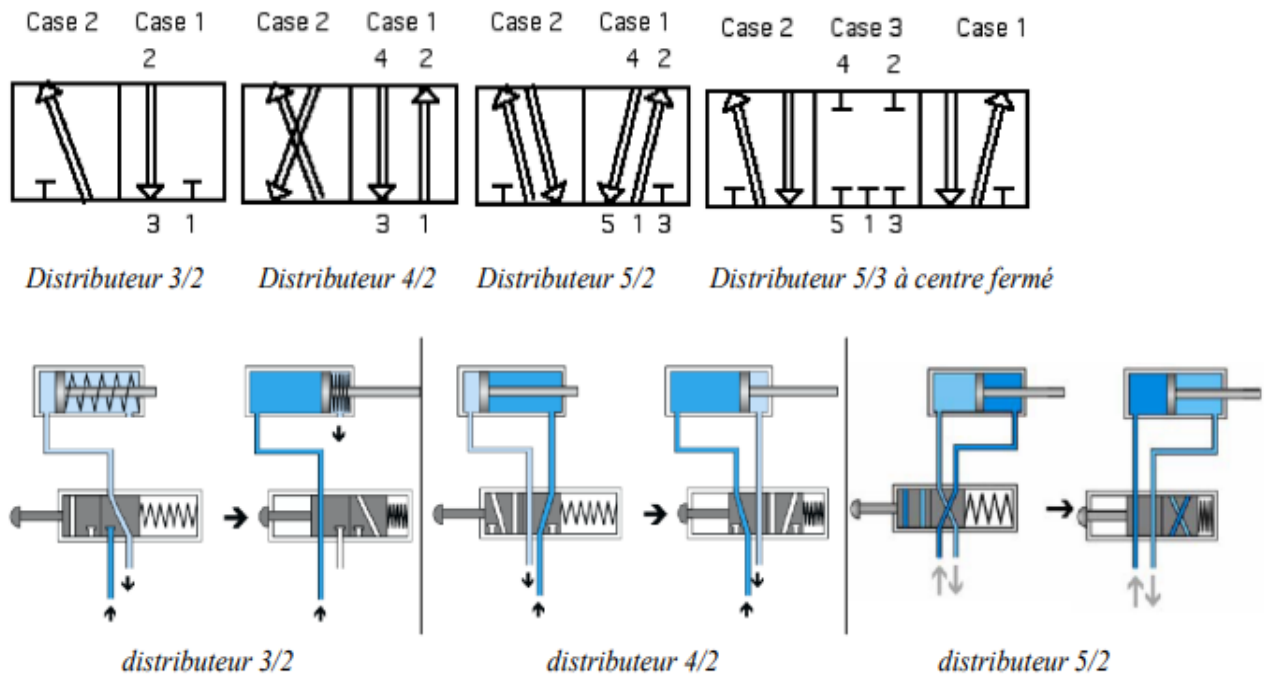 Case 2 Case 1 Case 2 Case 1 Case 2 Case 1 Case 2 Case 3 Case 1
2 4 2 4 2 4 2
3 1 3 1 5 1 3 5 1 3
Distributeur 3/2 Distributeur 4/2 Distributeur 5/2 Distributeur 5/3 à centre fermé
distributeur 3/2 distributeur 4/2 distributeur 5/2